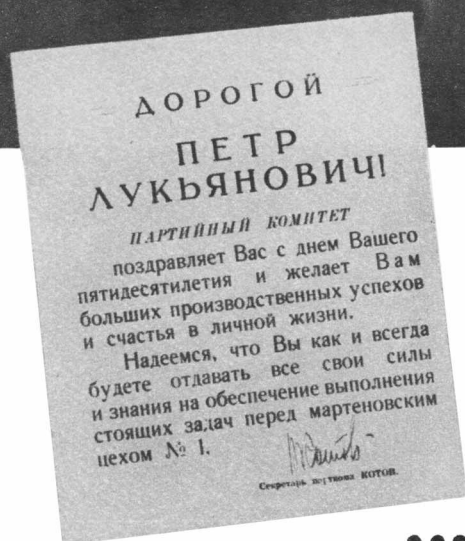 ДОРОГОЙ
ПЕТР
ЛУКЬЯНОВИЧ!
ПАРТИЙНЫЙ КОМИТЕТ
поздравляет Вас с днем Вашего
пятидесятилетия и желает Вам
больших производственных успехов
и счастья в личной жизни.
Надеемся, что Вы как и всегда
будете отдавать все свои силы
и знания на обеспечение выполнения
стоящих задач перед мартеновским
цехом № 1.
Секретарь парткома КОТОВ.